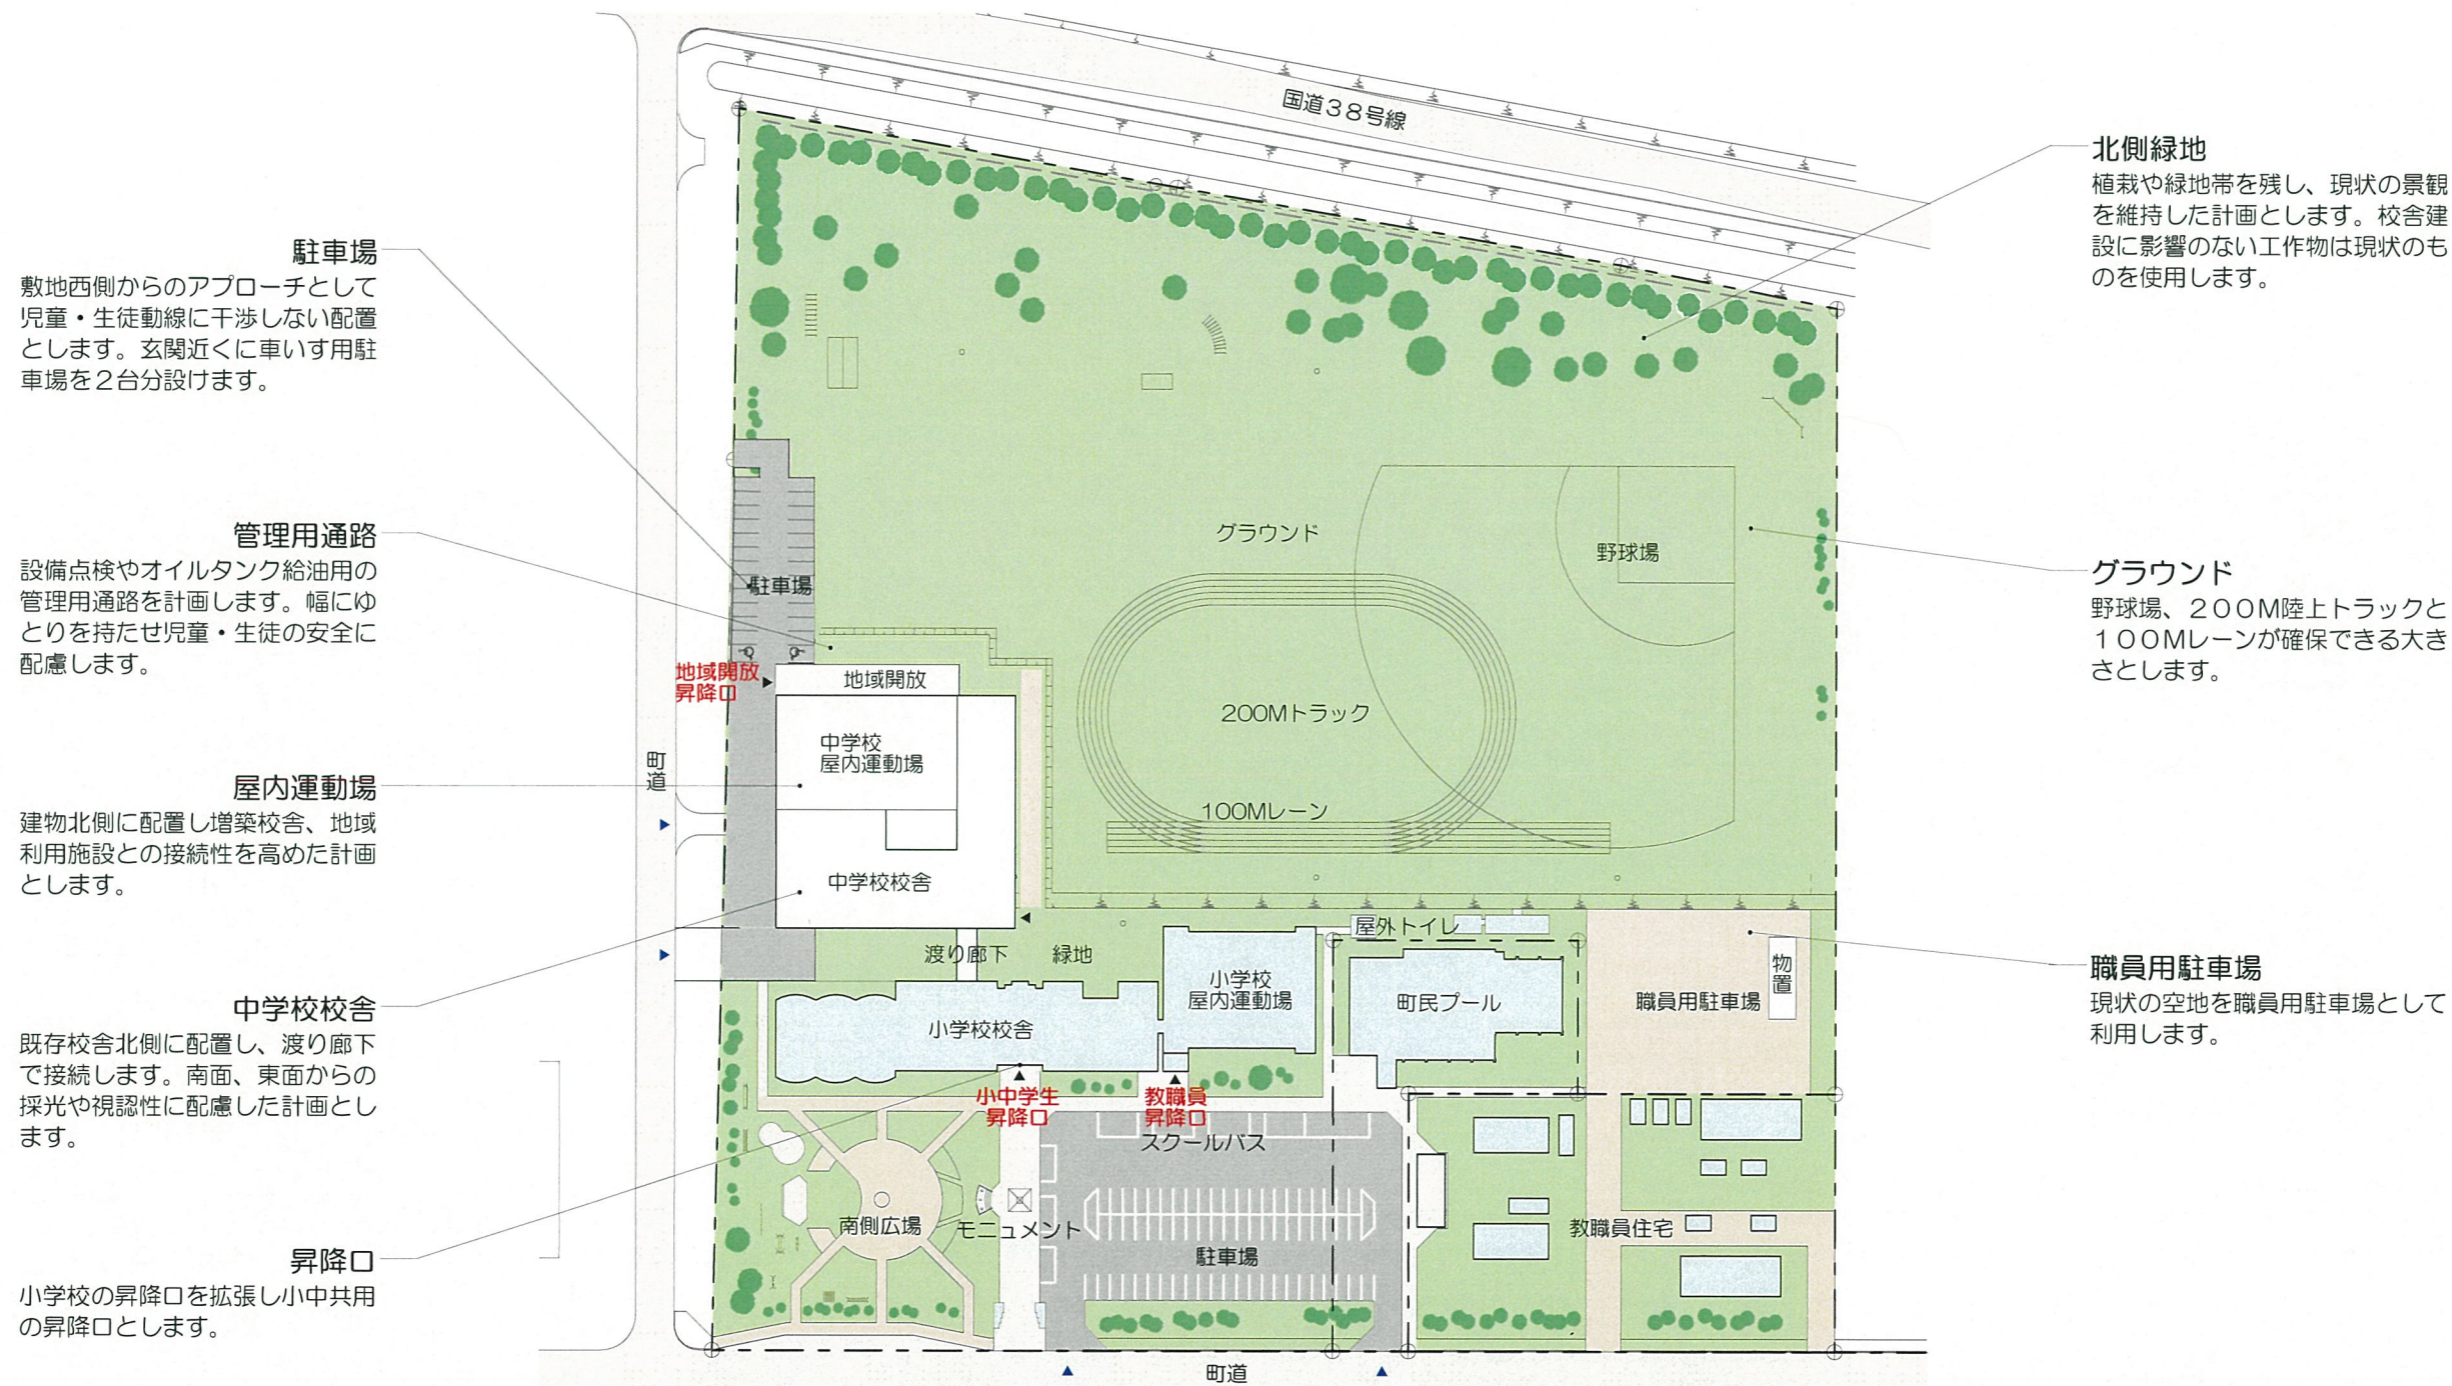 国道38号線
駐車場
敷地西側からのアプローチとして
児童・生徒動線に干渉しない配置
とします。玄関近くに車いす用駐
車場を２台分設けます。
管理用通路
設備点検やオイルタンク給油用の
管理用通路を計画します。幅にゆ
とりを持たせ児童・生徒の安全に
配慮します。
屋内運動場
建物北側に配置し増築校舎、地域
利用施設との接続性を高めた計画
とします。
中学校校舎
既存校舎北側に配置し、渡り廊下
で接続します。南面、東面からの
採光や視認性に配慮した計画とし
ます。
昇降口
小学校の昇降口を拡張し小中共用
の昇降口とします。
北側緑地
植栽や緑地帯を残し、現状の景観
を維持した計画とします。校舎建
設に影響のない工作物は現状のも
のを使用します。
グラウンド
野球場、２００Ｍ陸上トラックと
１００Ｍレーンが確保できる大き
さとします。
職員用駐車場
現状の空地を職員用駐車場として
利用します。
グラウンド
野球場
駐車場
地域開放
昇降口
地域開放
200Mトラック
中学校
屋内運動場
町道
100Mレーン
中学校校舎
屋外トイレ
渡り廊下
緑地
物置
小学校
屋内運動場
町民プール
職員用駐車場
小学校校舎
小中学生
昇降口
教職員
昇降口
スクールバス
南側広場
モニュメント
教職員住宅
駐車場
町道